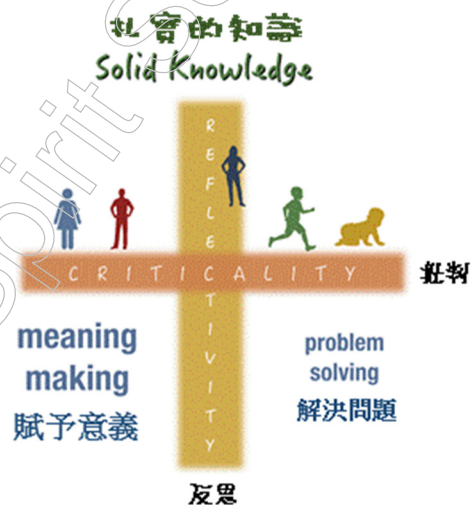 扎實的知識
Solid Knowledge
REFLECTIVITY
CRITICALITY
批判
meaning
making
賦予意義
problem
solving
解決問題
反思